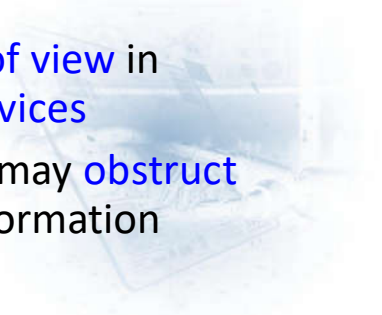 of view in
vices
may obstruct
ormation